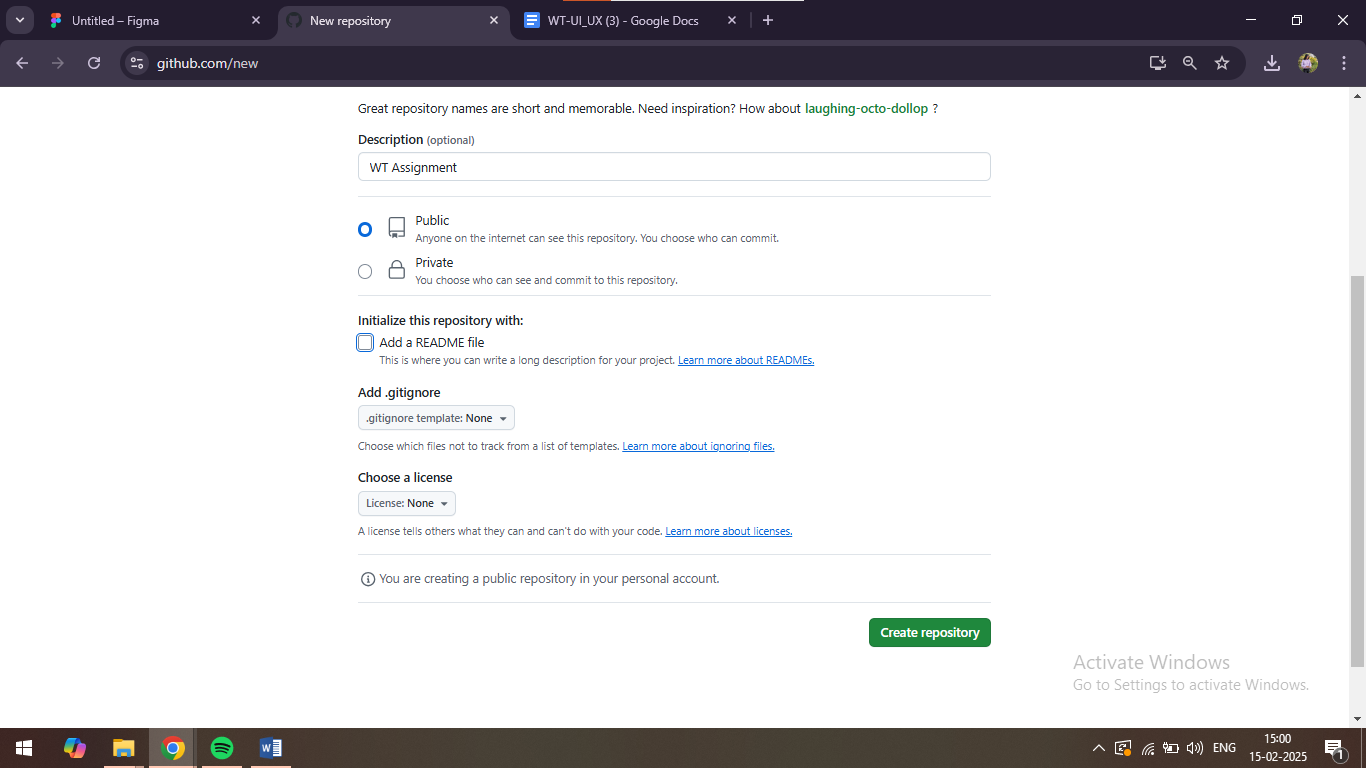 Untitled – Figma
New repository
WT-UI_UX (3) - Google Docs
github.com/new
Great repository names are short and memorable. Need inspiration? How about laughing-octo-dollop ?
Description (optional)
WT Assignment
Public
Anyone on the internet can see this repository. You choose who can commit.
Private
You choose who can see and commit to this repository.
Initialize this repository with:
Add a README file
This is where you can write a long description for your project. Learn more about READMEs.
Add .gitignore
.gitignore template: None
Choose which files not to track from a list of templates. Learn more about ignoring files.
Choose a license
License: None
A license tells others what they can and can't do with your code. Learn more about licenses.
You are creating a public repository in your personal account.
Create repository
Activate Windows
Go to Settings to activate Windows.
ENG
15:00
15-02-2025
1